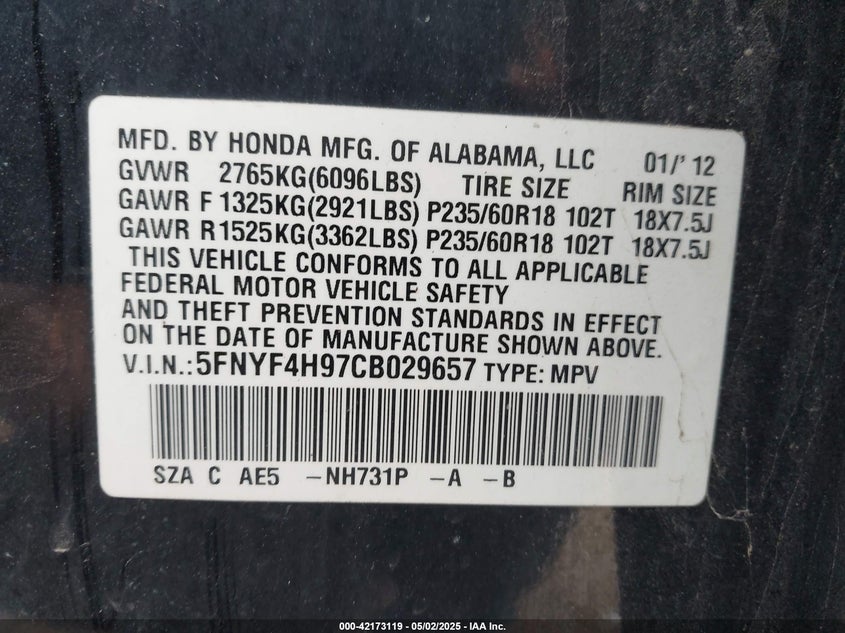 MFD. BY HONDA MFG. OF ALABAMA, LLC 01/' 12
GVWR 2765KG(6096LBS) TIRE SIZE RIM SIZE
GAWR F 1325KG(2921LBS) P235/60R18 102T 18X7.5J
GAWR R1525KG(3362LBS) P235/60R18 102T 18X7.5J
THIS VEHICLE CONFORMS TO ALL APPLICABLE
FEDERAL MOTOR VEHICLE SAFETY
AND THEFT PREVENTION STANDARDS IN EFFECT
ON THE DATE OF MANUFACTURE SHOWN ABOVE.
V.I.N.: 5FNYF4H97CB029657 TYPE: MPV
SZA C AE5 -NH731P -A -B
000-42173119 - 05/02/2025 - IAA Inc.